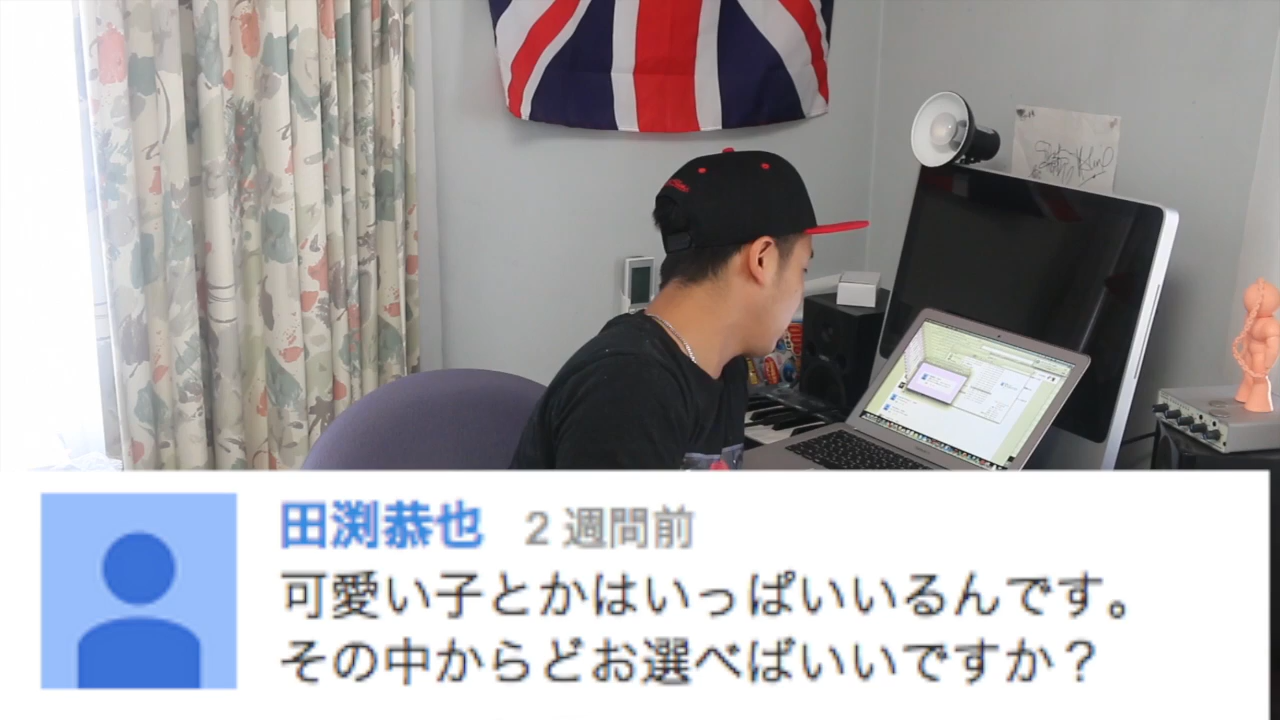 田渕恭也 2 週間前
可愛い子とかはいっぱいいるんです。
その中からどお選べばいいですか？